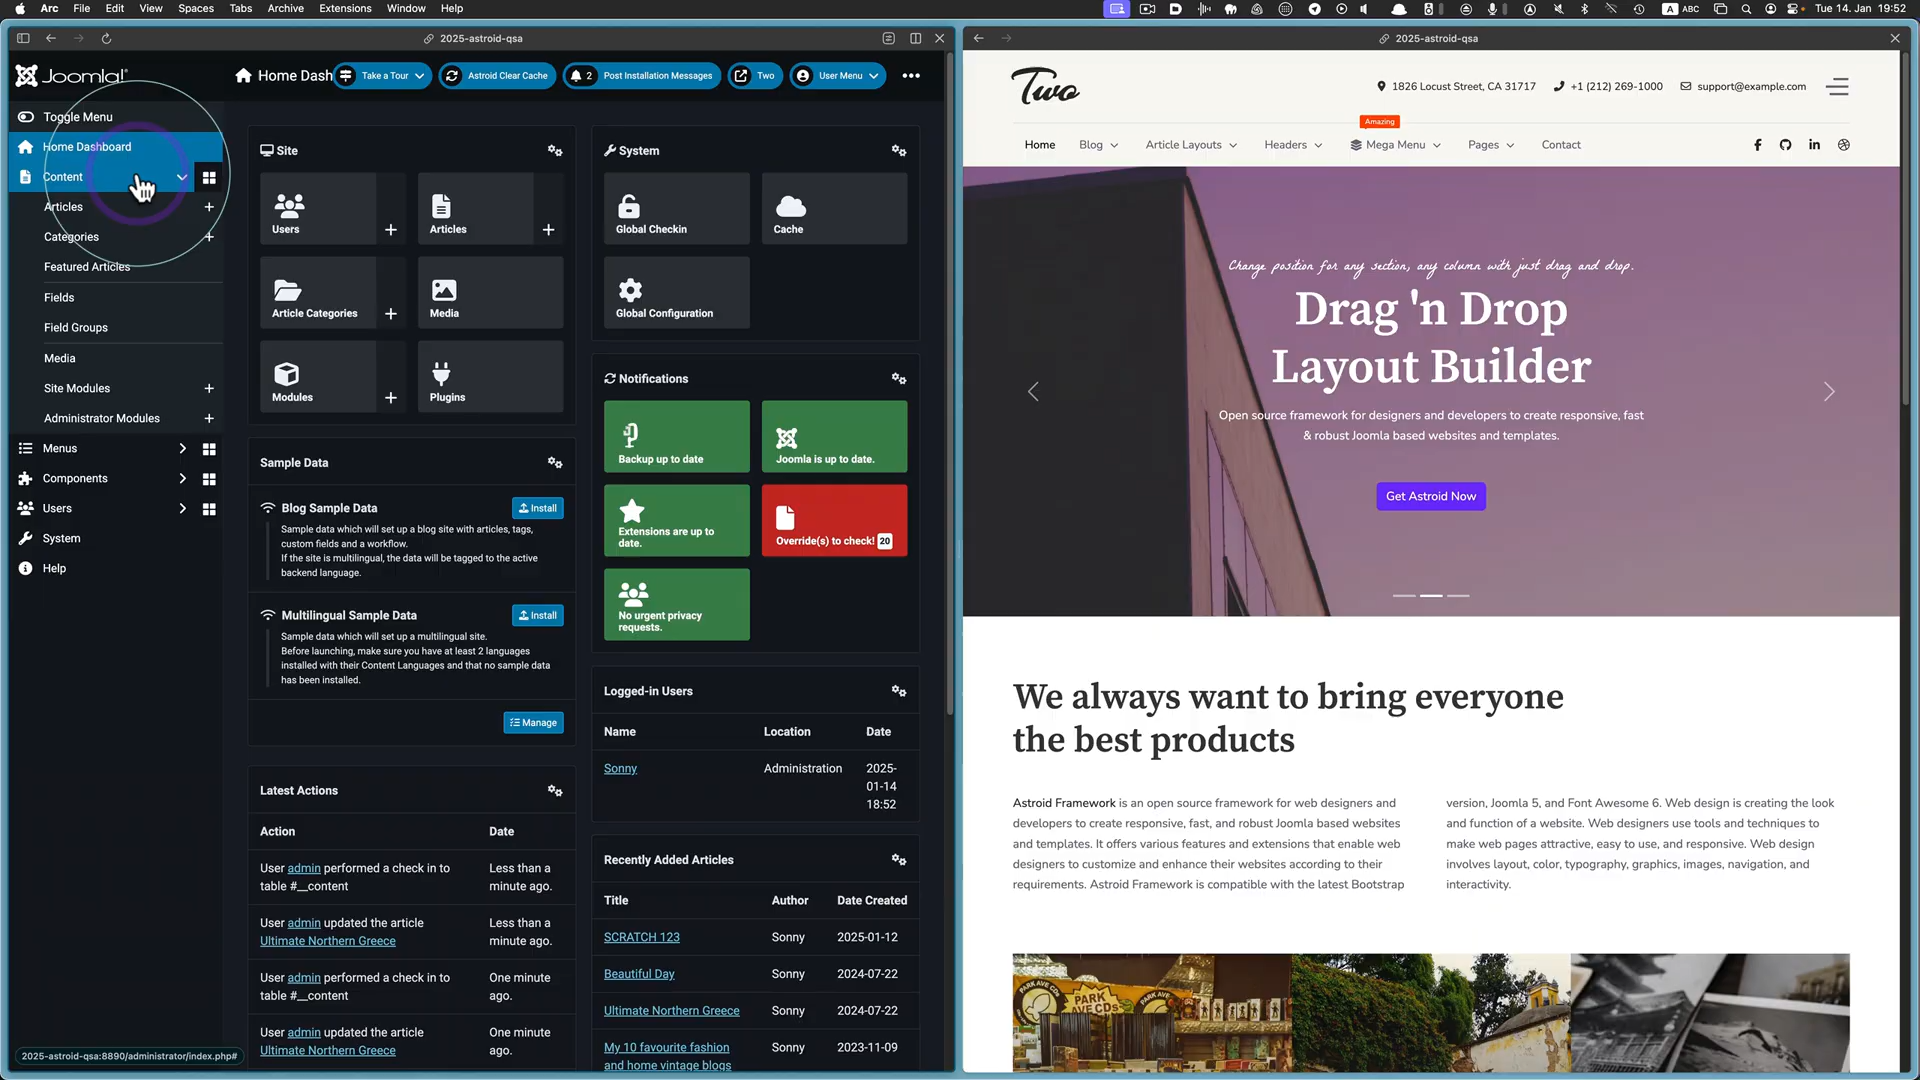 Arc File Edit View Spaces Tabs Archive Extensions Window Help
A ABC Tue 14. Jan 19:52
2025-astroid-qsa
Joomla!
Home Dash
Take a Tour
Astroid Clear Cache
2 Post Installation Messages
Two
User Menu
Toggle Menu
Home Dashboard
Content
Articles
Categories
Featured Articles
Fields
Field Groups
Media
Site Modules
Administrator Modules
Menus
Components
Users
System
Help
Site
Users
Articles
Article Categories
Media
Modules
Plugins
Sample Data
Blog Sample Data
Install
Sample data which will set up a blog site with articles, tags,
custom fields and a workflow.
If the site is multilingual, the data will be tagged to the active
backend language.
Multilingual Sample Data
Install
Sample data which will set up a multilingual site.
Before launching, make sure you have at least 2 languages
installed with their Content Languages and that no sample data
has been installed.
Manage
Latest Actions
Action Date
User admin performed a check in to
table #__content
Less than a
minute ago.
User admin updated the article
Ultimate Northern Greece
Less than a
minute ago.
User admin performed a check in to
table #__content
One minute
ago.
User admin updated the article
Ultimate Northern Greece
One minute
ago.
2025-astroid-qsa:8890/administrator/index.php#
System
Global Checkin
Cache
Global Configuration
Notifications
Backup up to date
Joomla is up to date.
Extensions are up to
date.
Override(s) to check! 20
No urgent privacy
requests.
Logged-in Users
Name Location Date
Sonny Administration 2025-
01-14
18:52
Recently Added Articles
Title Author Date Created
SCRATCH 123 Sonny 2025-01-12
Beautiful Day Sonny 2024-07-22
Ultimate Northern Greece Sonny 2024-07-22
My 10 favourite fashion
and home vintage blogs
Sonny 2023-11-09
2025-astroid-qsa
Two
1826 Locust Street, CA 31717
+1 (212) 269-1000
support@example.com
Amazing
Home Blog Article Layouts Headers Mega Menu Pages Contact
Change position for any section, any column with just drag and drop.
Drag 'n Drop
Layout Builder
Open source framework for designers and developers to create responsive, fast
& robust Joomla based websites and templates.
Get Astroid Now
We always want to bring everyone
the best products
Astroid Framework is an open source framework for web designers and
developers to create responsive, fast, and robust Joomla based websites
and templates. It offers various features and extensions that enable web
designers to customize and enhance their websites according to their
requirements. Astroid Framework is compatible with the latest Bootstrap
version, Joomla 5, and Font Awesome 6. Web design is creating the look
and function of a website. Web designers use tools and techniques to
make web pages attractive, easy to use, and responsive. Web design
involves layout, color, typography, graphics, images, navigation, and
interactivity.
PARK AVE CDs